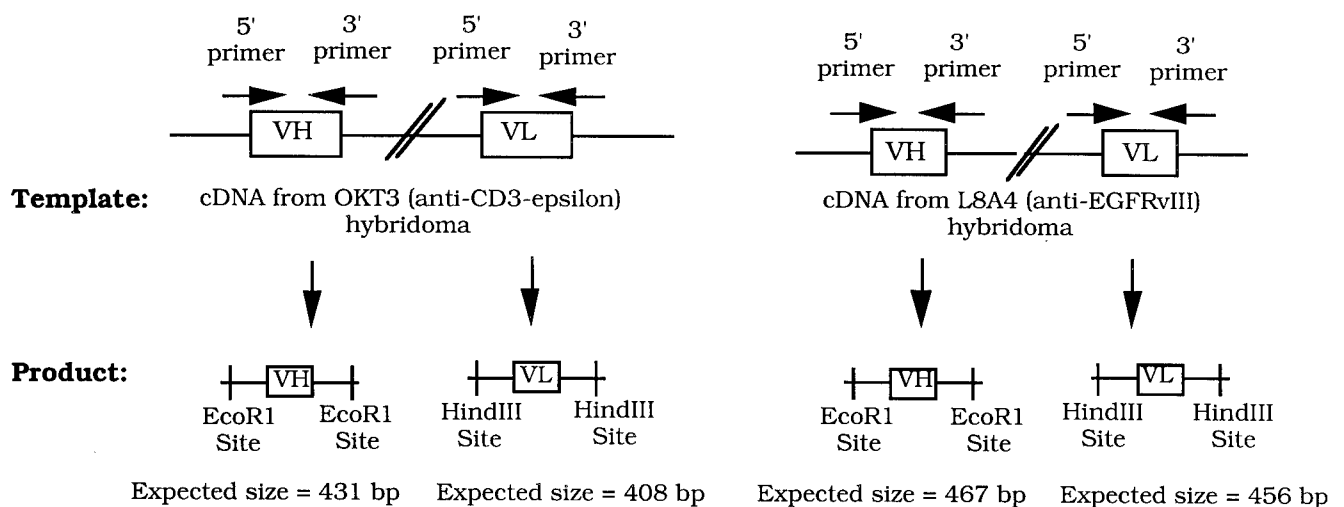 5' 3' 5' 3'
primer primer primer primer
5' 3' 5' 3'
primer primer primer primer
VH VL VH VL
Template: cDNA from OKT3 (anti-CD3-epsilon) hybridoma
cDNA from L8A4 (anti-EGFRvIII) hybridoma
Product: VH VL VH VL
EcoR1 EcoR1 HindIII HindIII EcoR1 EcoR1 HindIII HindIII
Site Site Site Site Site Site Site Site
Expected size = 431 bp Expected size = 408 bp Expected size = 467 bp Expected size = 456 bp